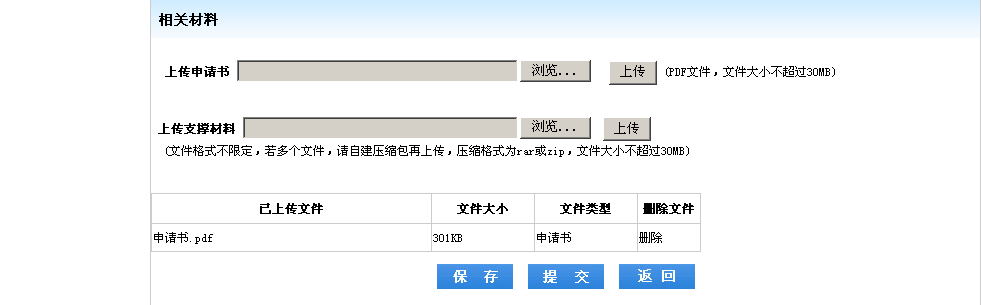 相关材料
上传申请书 浏览... 上传 (PDF文件，文件大小不超过30MB)
上传支撑材料 浏览... 上传
(文件格式不限定，若多个文件，请自建压缩包再上传，压缩格式为rar或zip，文件大小不超过30MB)
已上传文件 文件大小 文件类型 删除文件
申请书.pdf 301KB 申请书 删除
保 存 提 交 返 回